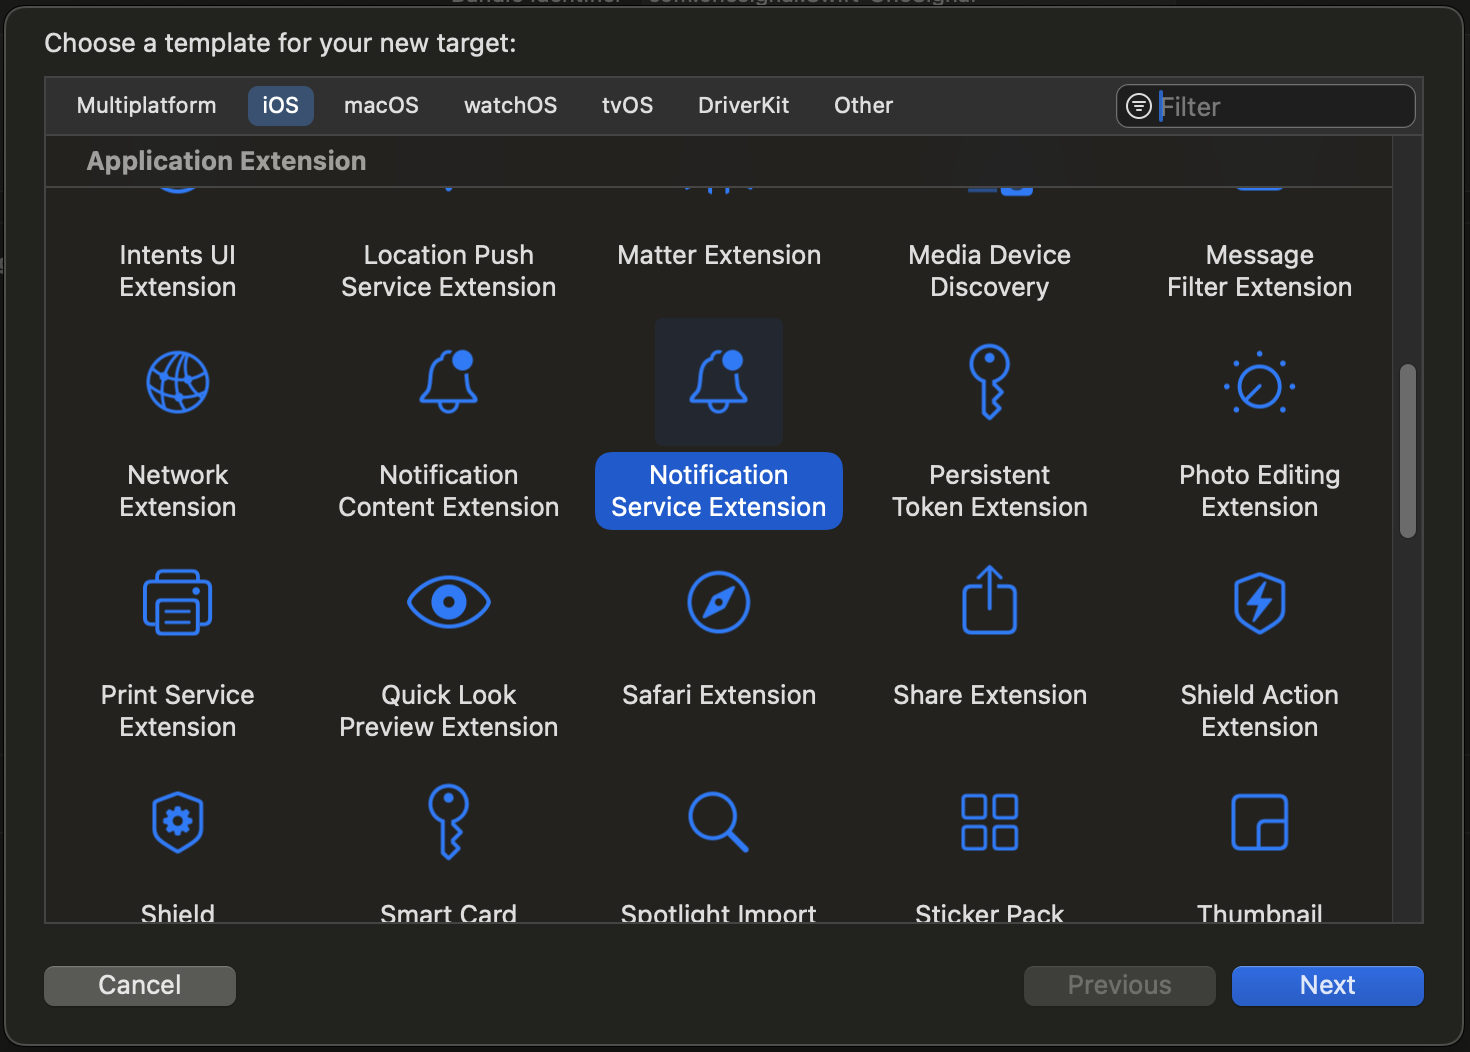 Choose a template for your new target:
Multiplatform iOS macOS watchOS tvOS DriverKit Other Filter
Application Extension
Intents UI Extension
Location Push Service Extension
Matter Extension
Media Device Discovery
Message Filter Extension
Network Extension
Notification Content Extension
Notification Service Extension
Persistent Token Extension
Photo Editing Extension
Print Service Extension
Quick Look Preview Extension
Safari Extension
Share Extension
Shield Action Extension
Shield
Smart Card
Spotlight Import
Sticker Pack
Thumbnail
Cancel
Previous
Next